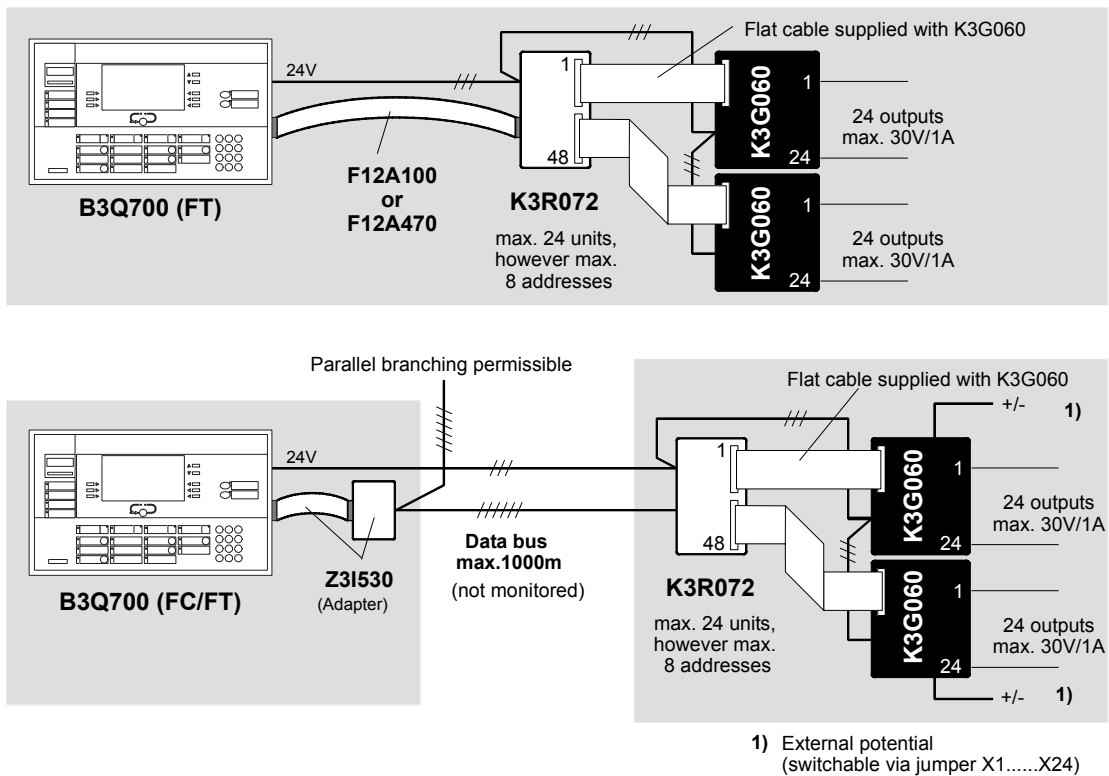 Flat cable supplied with K3G060
24V
1
48
K3G060
1
24
24 outputs
max. 30V/1A
K3G060
1
24
24 outputs
max. 30V/1A
B3Q700 (FT)
F12A100
or
F12A470
K3R072
max. 24 units,
however max.
8 addresses
Parallel branching permissible
Flat cable supplied with K3G060
+/- 1)
24V
1
48
K3G060
1
24
24 outputs
max. 30V/1A
K3G060
1
24
24 outputs
max. 30V/1A
+/- 1)
B3Q700 (FC/FT)
Z3I530
(Adapter)
Data bus
max.1000m
(not monitored)
K3R072
max. 24 units,
however max.
8 addresses
1) External potential
(switchable via jumper X1......X24)